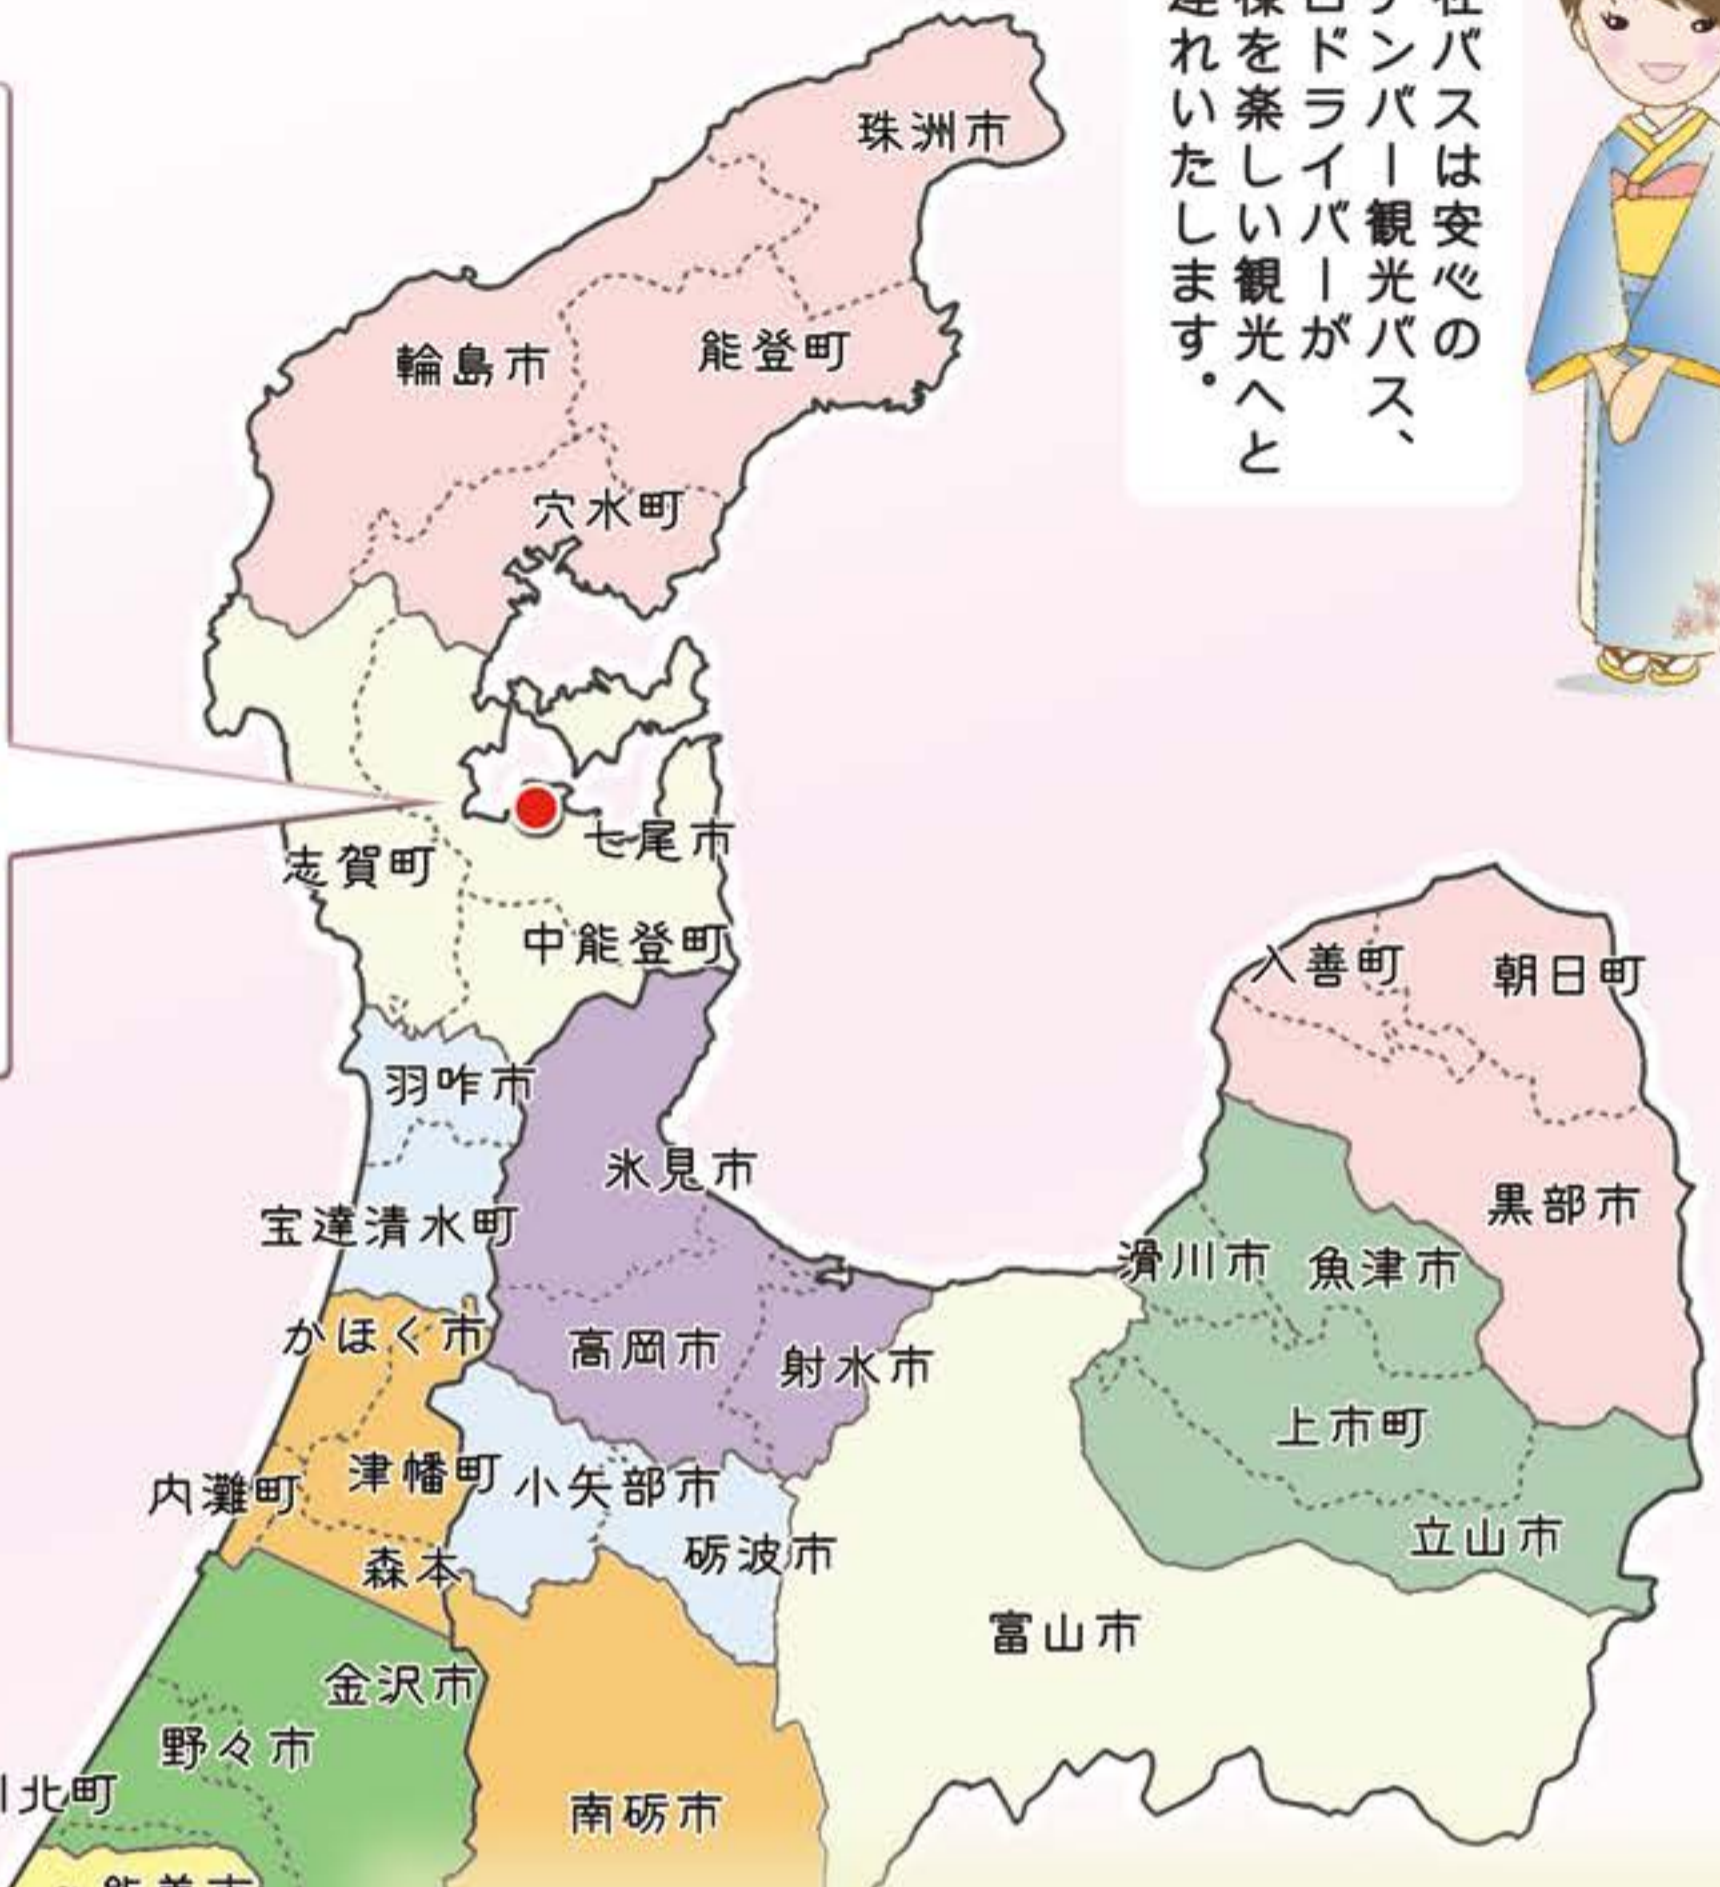 社バスは安心の
ンバー観光バス、
ロドライバーが
様を楽しい観光へと
連れいたします。
珠洲市
輪島市
能登町
穴水町
志賀町
七尾市
中能登町
入善町
朝日町
羽咋市
氷見市
黒部市
宝達清水町
滑川市
魚津市
かほく市
高岡市
射水市
上市町
内灘町
津幡町
小矢部市
砺波市
立山市
森本
富山市
金沢市
野々市
川北町
南砺市
能美市